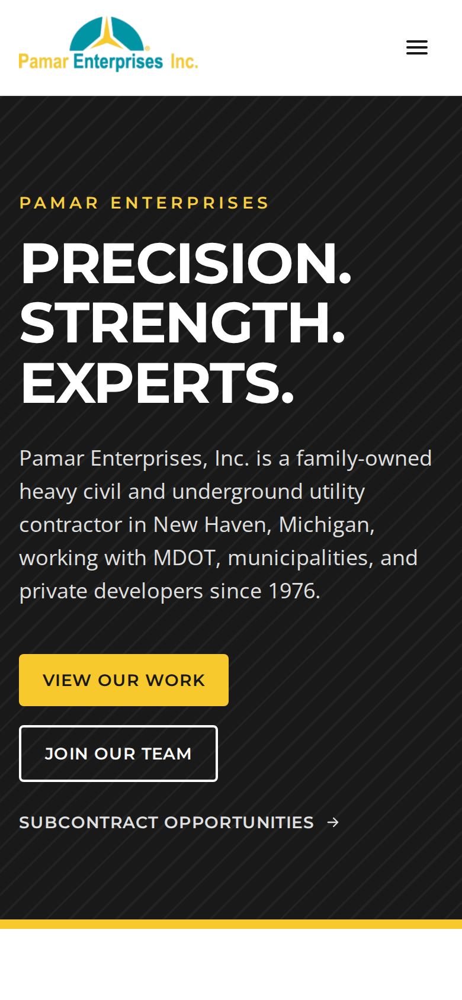 Pamar Enterprises Inc.
PAMAR ENTERPRISES
PRECISION.
STRENGTH.
EXPERTS.
Pamar Enterprises, Inc. is a family-owned
heavy civil and underground utility
contractor in New Haven, Michigan,
working with MDOT, municipalities, and
private developers since 1976.
VIEW OUR WORK
JOIN OUR TEAM
SUBCONTRACT OPPORTUNITIES →